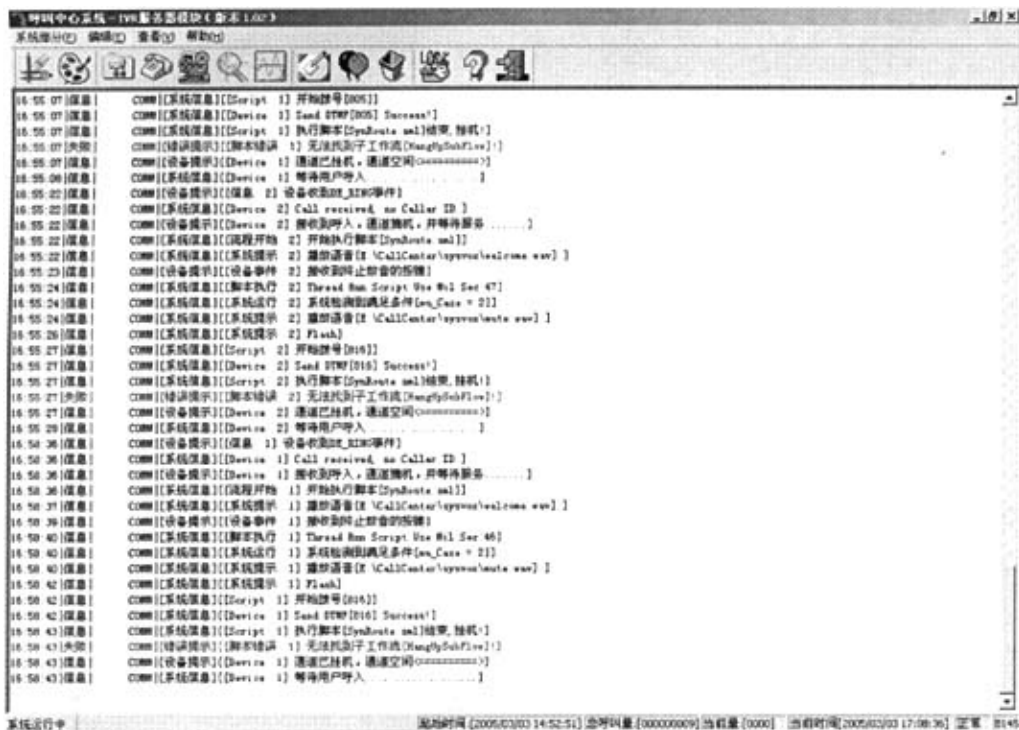 呼叫中心系统-IVR服务器模块(版本1.02)
系统部分(P) 编辑(E) 查看(V) 帮助(H)
16:55:07|信息| COMM|[系统信息][[Script 1] 开始拨号[805]]
16:55:07|信息| COMM|[系统信息][[Device 1] Send DTMF[805] Success!]
16:55:07|信息| COMM|[系统信息][[Script 1] 执行脚本[SynRoute xml]结束,挂机!]
16:55:07|失败| COMM|[错误提示][[脚本错误 1] 无法找到子工作流[HangUpSubFlow]!]
16:55:07|信息| COMM|[设备提示][[Device 1] 通道已挂机,通道空闲<=========>]
16:55:08|信息| COMM|[系统信息][[Device 1] 等待用户呼入................]
16:55:22|信息| COMM|[设备提示][[信息 2] 设备收到DE_RING事件]
16:55:22|信息| COMM|[系统信息][[Device 2] Call received, no Caller ID ]
16:55:22|信息| COMM|[设备提示][[Device 2] 接收到呼入,通道摘机,并等待服务.......]
16:55:22|信息| COMM|[系统信息][[流程开始 2] 开始执行脚本[SynRoute xml]]
16:55:22|信息| COMM|[系统信息][[系统提示 2] 播放语音[E \CallCenter\sysvox\welcome wav] ]
16:55:23|信息| COMM|[设备提示][[设备事件 2] 接收到终止放音的按键]
16:55:24|信息| COMM|[系统信息][[脚本执行 2] Thread Run Script Use Mil Sec 47]
16:55:24|信息| COMM|[系统信息][[系统运行 2] 系统检测到满足条件[wn_Case = 2]]
16:55:24|信息| COMM|[系统信息][[系统提示 2] 播放语音[E \CallCenter\sysvox\mute wav] ]
16:55:26|信息| COMM|[系统信息][[系统提示 2] Flash]
16:55:27|信息| COMM|[系统信息][[Script 2] 开始拨号[816]]
16:55:27|信息| COMM|[系统信息][[Device 2] Send DTMF[816] Success!]
16:55:27|信息| COMM|[系统信息][[Script 2] 执行脚本[SynRoute xml]结束,挂机!]
16:55:27|失败| COMM|[错误提示][[脚本错误 2] 无法找到子工作流[HangUpSubFlow]!]
16:55:27|信息| COMM|[设备提示][[Device 2] 通道已挂机,通道空闲<=========>]
16:55:28|信息| COMM|[系统信息][[Device 2] 等待用户呼入................]
16:58:36|信息| COMM|[设备提示][[信息 1] 设备收到DE_RING事件]
16:58:36|信息| COMM|[系统信息][[Device 1] Call received, no Caller ID ]
16:58:36|信息| COMM|[设备提示][[Device 1] 接收到呼入,通道摘机,并等待服务.......]
16:58:36|信息| COMM|[系统信息][[流程开始 1] 开始执行脚本[SynRoute xml]]
16:58:37|信息| COMM|[系统信息][[系统提示 1] 播放语音[E \CallCenter\sysvox\welcome wav] ]
16:58:39|信息| COMM|[设备提示][[设备事件 1] 接收到终止放音的按键]
16:58:40|信息| COMM|[系统信息][[脚本执行 1] Thread Run Script Use Mil Sec 46]
16:58:40|信息| COMM|[系统信息][[系统运行 1] 系统检测到满足条件[wn_Case = 2]]
16:58:40|信息| COMM|[系统信息][[系统提示 1] 播放语音[E \CallCenter\sysvox\mute wav] ]
16:58:42|信息| COMM|[系统信息][[系统提示 1] Flash]
16:58:42|信息| COMM|[系统信息][[Script 1] 开始拨号[816]]
16:58:42|信息| COMM|[系统信息][[Device 1] Send DTMF[816] Success!]
16:58:43|信息| COMM|[系统信息][[Script 1] 执行脚本[SynRoute xml]结束,挂机!]
16:58:43|失败| COMM|[错误提示][[脚本错误 1] 无法找到子工作流[HangUpSubFlow]!]
16:58:43|信息| COMM|[设备提示][[Device 1] 通道已挂机,通道空闲<=========>]
16:58:43|信息| COMM|[系统信息][[Device 1] 等待用户呼入................]
系统运行中 起始时间:[2005/03/03 14:52:51] 总呼叫量:[000000009] 当前量:[0000] 当前时间[2005/03/03 17:08:36] 正常 8145